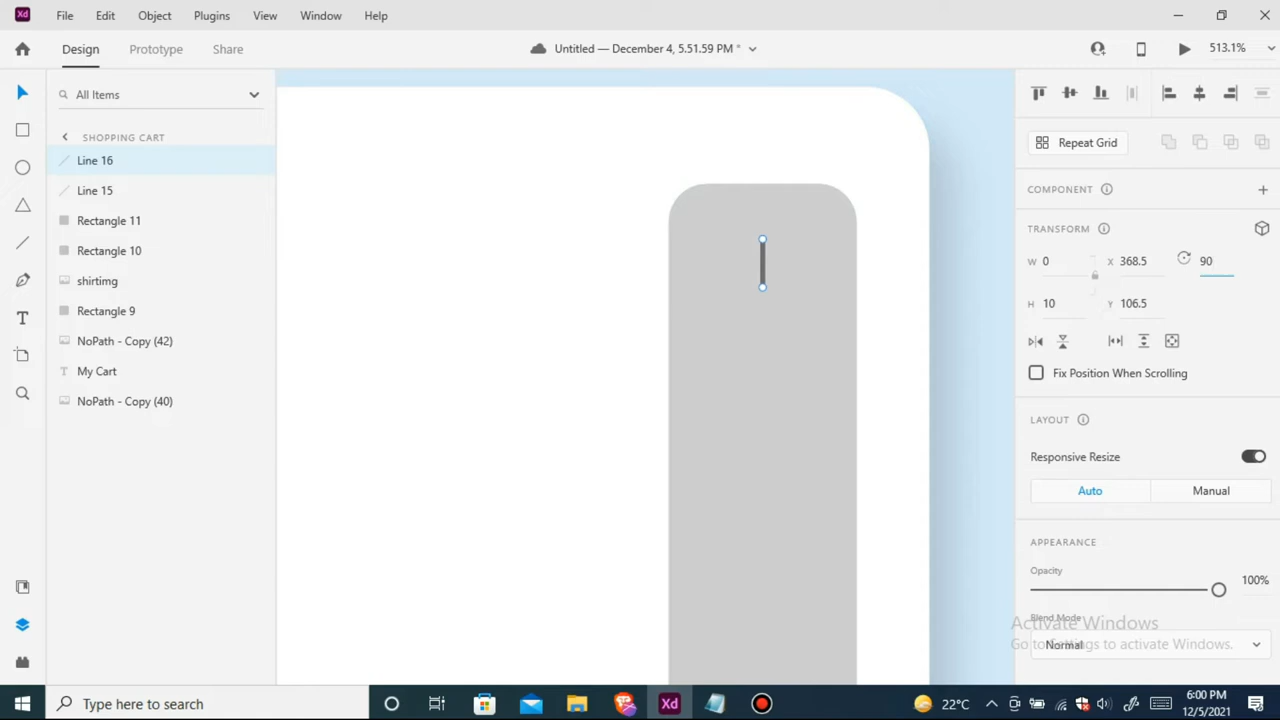 Xd File Edit Object Plugins View Window Help
Design Prototype Share Untitled — December 4, 5.51.59 PM * 513.1%
All Items
SHOPPING CART
Line 16
Line 15
Rectangle 11
Rectangle 10
shirtimg
Rectangle 9
NoPath - Copy (42)
My Cart
NoPath - Copy (40)
T
Repeat Grid
COMPONENT
TRANSFORM
W 0 X 368.5 90
H 10 Y 106.5
Fix Position When Scrolling
LAYOUT
Responsive Resize
Auto Manual
APPEARANCE
Opacity
100%
Blend Mode
Normal
Activate Windows
Go to Settings to activate Windows.
Type here to search Xd 22°C 6:00 PM
12/5/2021